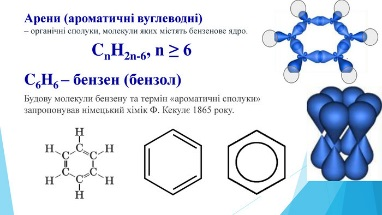 Арени (ароматичні вуглеводні)
– органічні сполуки, молекули яких містять бензенове ядро.
CnH2n-6, n ≥ 6
C6H6 – бензен (бензол)
Будову молекули бензену та термін «ароматичні сполуки»
запропонував німецький хімік Ф. Кекуле 1865 року.
H
H C H
C C
C C
H C H
H